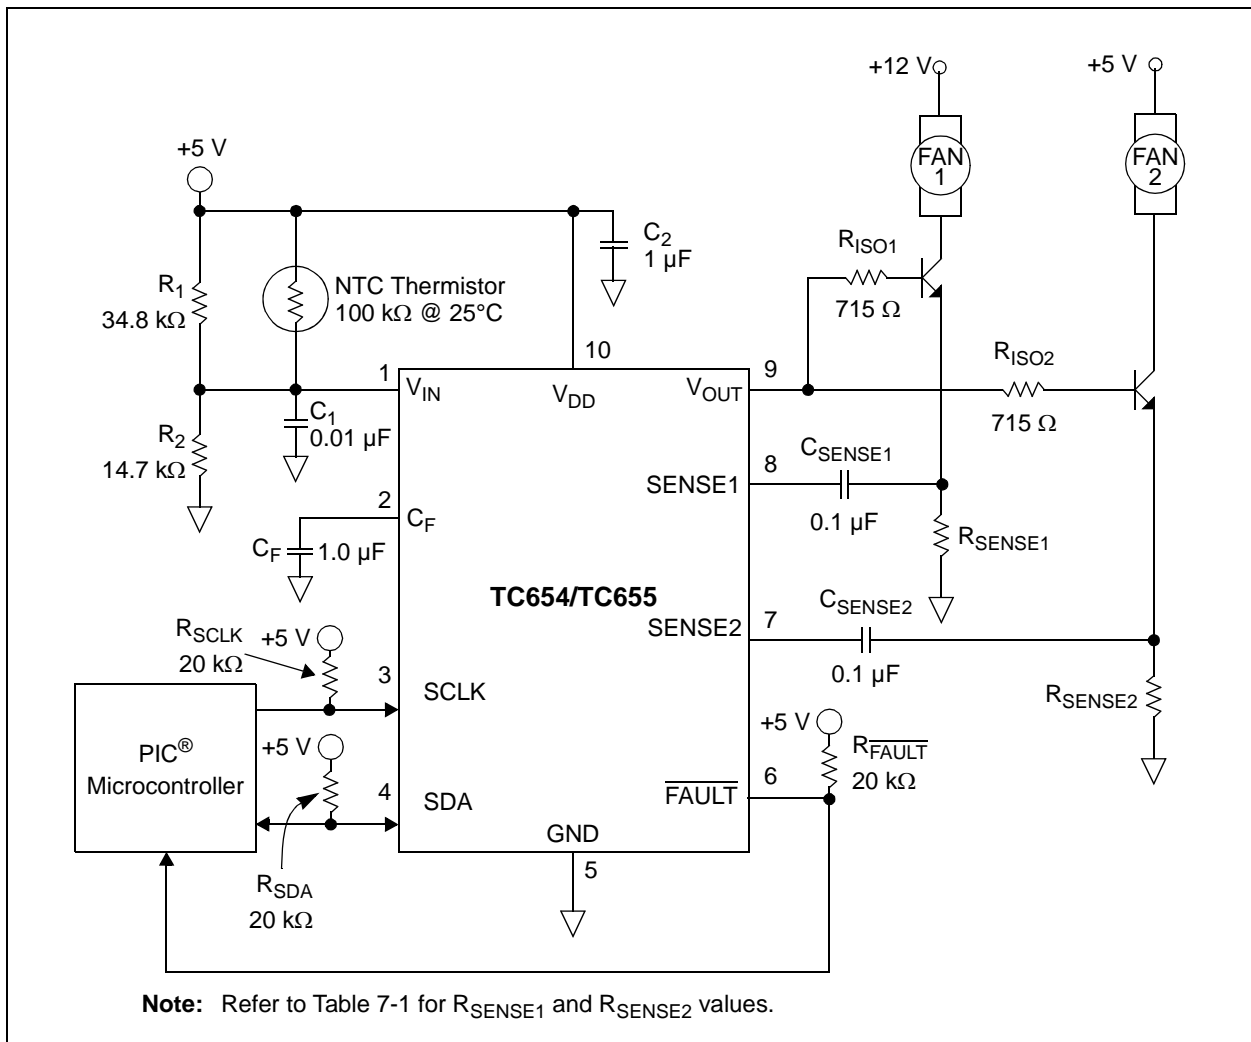 +12 V
+5 V
FAN
1
FAN
2
+5 V
C2
1 µF
RISO1
715 Ω
R1
34.8 kΩ
NTC Thermistor
100 kΩ @ 25°C
10
RISO2
715 Ω
1
VIN
VDD
VOUT
9
C1
0.01 µF
R2
14.7 kΩ
CSENSE1
8
SENSE1
0.1 µF
2
CF
CF
1.0 µF
RSENSE1
TC654/TC655
CSENSE2
7
SENSE2
0.1 µF
RSCLK
20 kΩ
+5 V
3
SCLK
RSENSE2
+5 V
PIC®
Microcontroller
+5 V
RFAULT
20 kΩ
4
SDA
6
FAULT
GND
5
RSDA
20 kΩ
Note: Refer to Table 7-1 for RSENSE1 and RSENSE2 values.